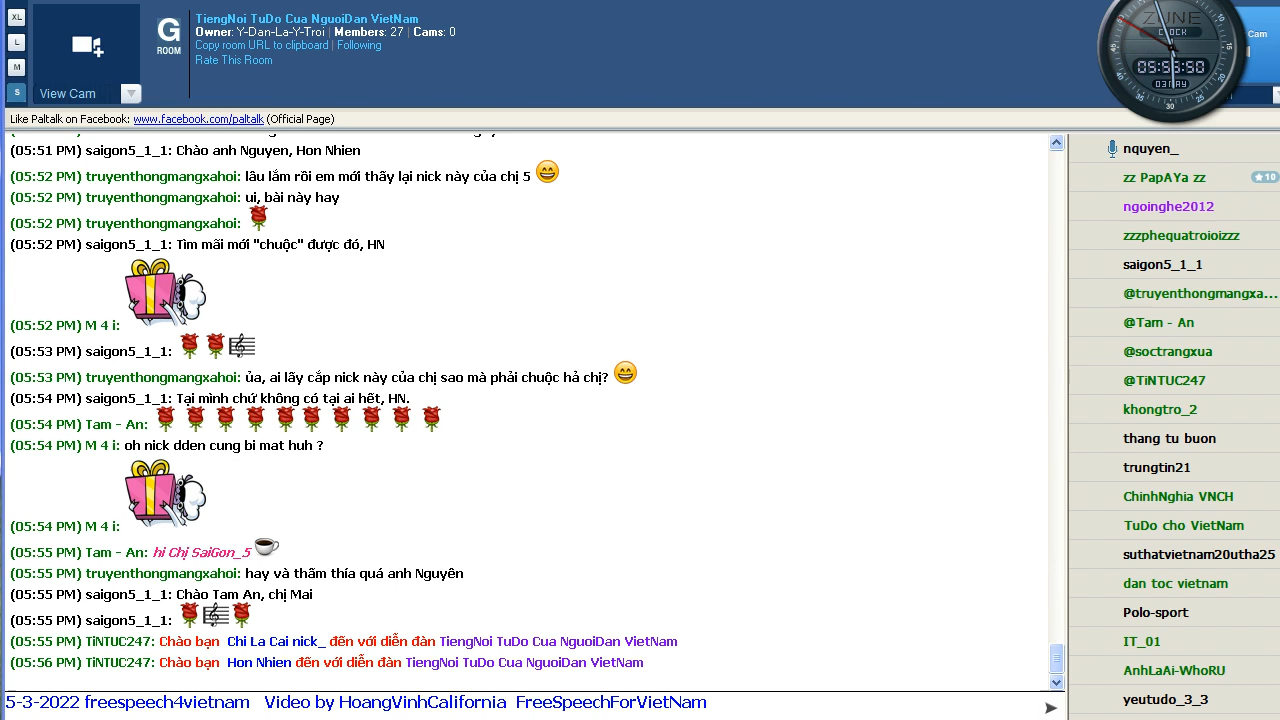 XL
L
M
S
View Cam
G
ROOM
TiengNoi TuDo Cua NguoiDan VietNam
Owner: Y-Dan-La-Y-Troi | Members: 27 | Cams: 0
Copy room URL to clipboard | Following
Rate This Room
ZUNE
CLOCK
05:55:50
03 MAY
15
30
45
Cam
Like Paltalk on Facebook: www.facebook.com/paltalk (Official Page)
(05:51 PM) saigon5_1_1: Chào anh Nguyen, Hon Nhien
(05:52 PM) truyenthongmangxahoi: lâu lắn rồi em mới thấy lại nick này của chị 5
(05:52 PM) truyenthongmangxahoi: ui, bài này hay
(05:52 PM) truyenthongmangxahoi:
(05:52 PM) saigon5_1_1: Tìm mãi mới "chuộc" được đó, HN
(05:52 PM) M 4 i:
(05:53 PM) saigon5_1_1:
(05:53 PM) truyenthongmangxahoi: ủa, ai lấy cắp nick này của chị sao mà phải chuộc hả chị?
(05:54 PM) saigon5_1_1: Tại mình chứ không có tại ai hết, HN.
(05:54 PM) Tam - An:
(05:54 PM) M 4 i: oh nick dden cung bi mat huh ?
(05:54 PM) M 4 i:
(05:55 PM) Tam - An: hi Chị SaiGon_5
(05:55 PM) truyenthongmangxahoi: hay và thấm thía quá anh Nguyên
(05:55 PM) saigon5_1_1: Chào Tam An, chị Mai
(05:55 PM) saigon5_1_1:
(05:55 PM) TiNTUC247: Chào bạn Chi La Cai nick_ đến với diễn đàn TiengNoi TuDo Cua NguoiDan VietNam
(05:56 PM) TiNTUC247: Chào bạn Hon Nhien đến với diễn đàn TiengNoi TuDo Cua NguoiDan VietNam
5-3-2022 freespeech4vietnam Video by HoangVinhCalifornia FreeSpeechForVietNam
nquyen_
zz PapAYa zz
10
ngoinghe2012
zzzphequatroioizzz
saigon5_1_1
@truyenthongmangxa...
@Tam - An
@soctrangxua
@TiNTUC247
khongtro_2
thang tu buon
trungtin21
ChinhNghia VNCH
TuDo cho VietNam
suthatvietnam20utha25
dan toc vietnam
Polo-sport
IT_01
AnhLaAi-WhoRU
yeutudo_3_3